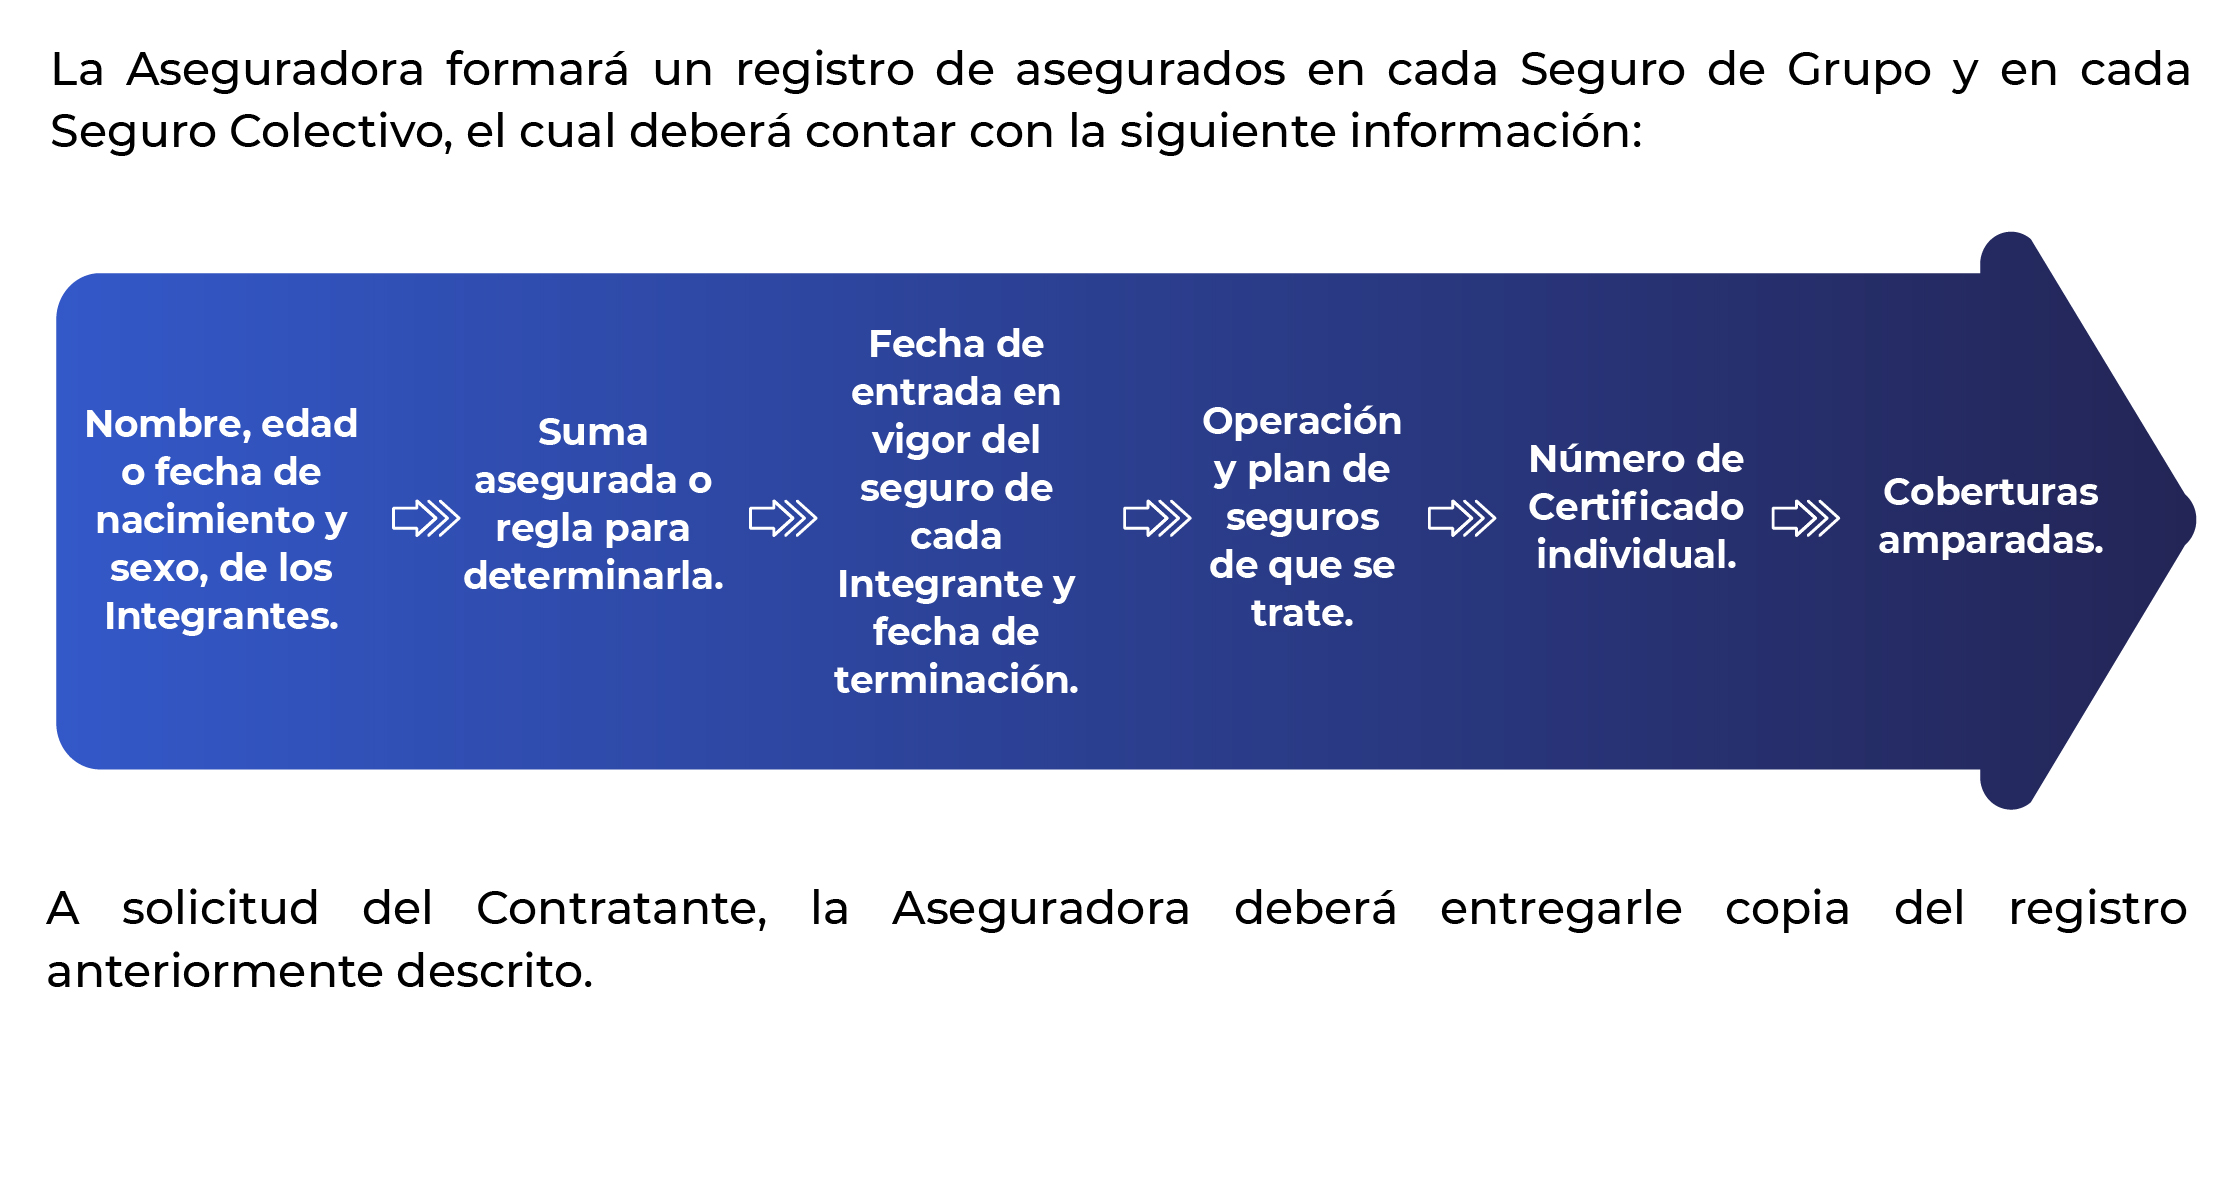 La Aseguradora formará un registro de asegurados en cada Seguro de Grupo y en cada
Seguro Colectivo, el cual deberá contar con la siguiente información:
Nombre, edad
o fecha de
nacimiento y
sexo, de los
Integrantes.
Suma
asegurada o
regla para
determinarla.
Fecha de
entrada en
vigor del
seguro de
cada
Integrante y
fecha de
terminación.
Operación
y plan de
seguros
de que se
trate.
Número de
Certificado
individual.
Coberturas
amparadas.
A solicitud del Contratante, la Aseguradora deberá entregarle copia del registro
anteriormente descrito.